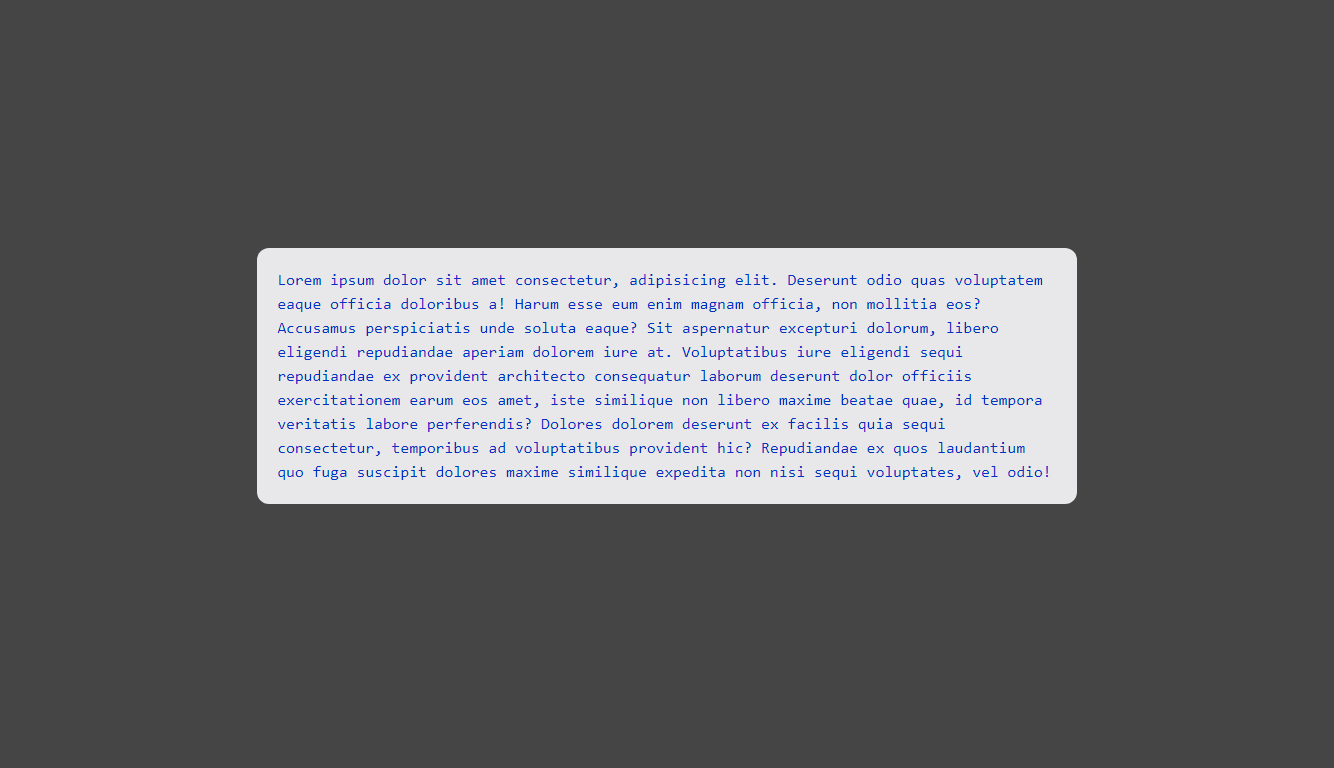 Lorem ipsum dolor sit amet consectetur, adipisicing elit. Deserunt odio quas voluptatem
eaque officia doloribus a! Harum esse eum enim magnam officia, non mollitia eos?
Accusamus perspiciatis unde soluta eaque? Sit aspernatur excepturi dolorum, libero
eligendi repudiandae aperiam dolorem iure at. Voluptatibus iure eligendi sequi
repudiandae ex provident architecto consequatur laborum deserunt dolor officiis
exercitationem earum eos amet, iste similique non libero maxime beatae quae, id tempora
veritatis labore perferendis? Dolores dolorem deserunt ex facilis quia sequi
consectetur, temporibus ad voluptatibus provident hic? Repudiandae ex quos laudantium
quo fuga suscipit dolores maxime similique expedita non nisi sequi voluptates, vel odio!